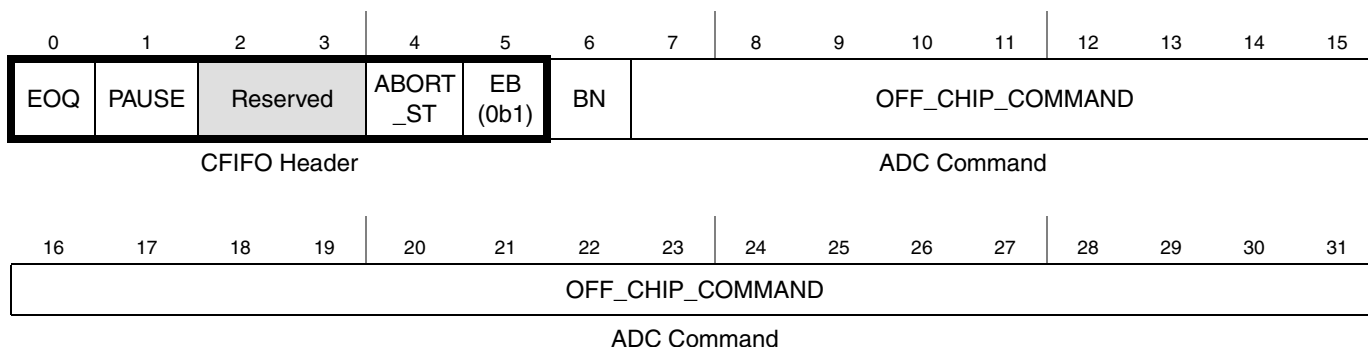 0 1 2 3 4 5 6 7 8 9 10 11 12 13 14 15
EOQ PAUSE Reserved ABORT _ST EB (0b1) BN OFF_CHIP_COMMAND
CFIFO Header ADC Command
16 17 18 19 20 21 22 23 24 25 26 27 28 29 30 31
OFF_CHIP_COMMAND
ADC Command